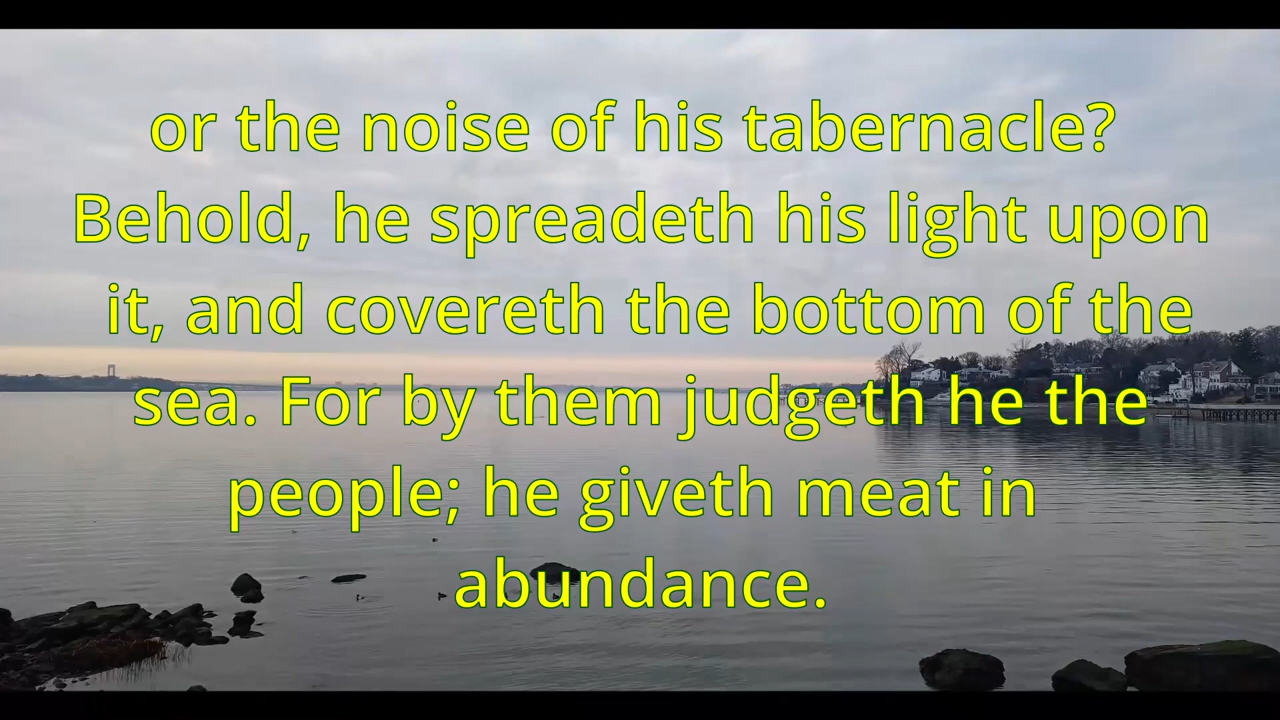 or the noise of his tabernacle?
Behold, he spreadeth his light upon
it, and covereth the bottom of the
sea. For by them judgeth he the
people; he giveth meat in
abundance.